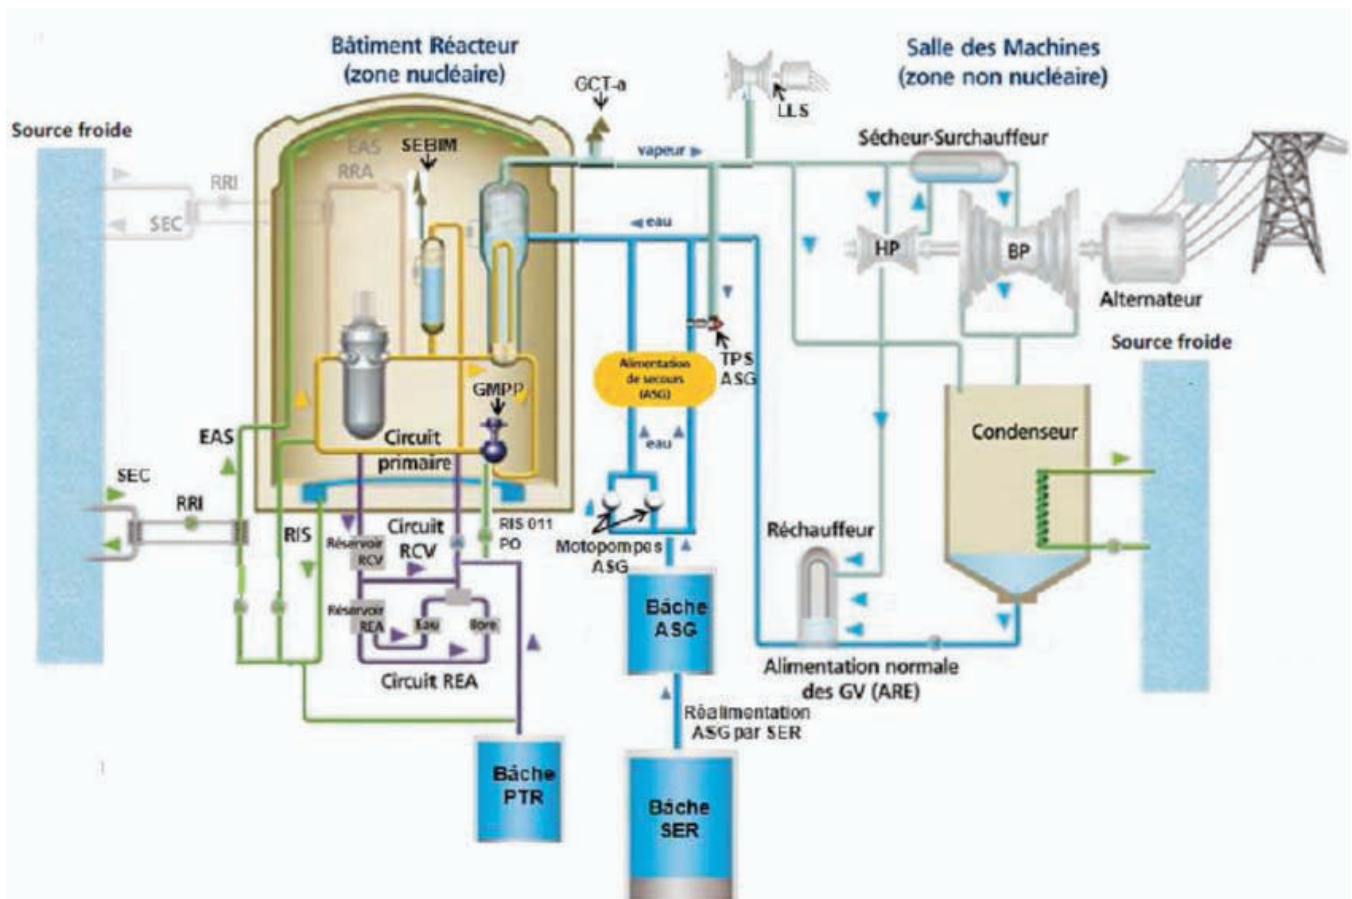 Bâtiment Réacteur
(zone nucléaire)
Salle des Machines
(zone non nucléaire)
GCT-a
LLS
Source froide
SEBIM
EAS
RRA
vapeur
Sécheur-Surchauffeur
RRI
SEC
eau
HP
BP
Alternateur
Source froide
TPS
ASG
Alimentation
de secours
(ASG)
GMPP
EAS
Circuit
primaire
eau
Condenseur
SEC
RRI
RIS
Circuit
RCV
RIS 011
PO
Réservoir
RCV
Motopompes
ASG
Réchauffeur
Réservoir
REA
Eau
Bore
Bâche
ASG
Circuit REA
Alimentation normale
des GV (ARE)
Réalimentation
ASG par SER
Bâche
PTR
Bâche
SER